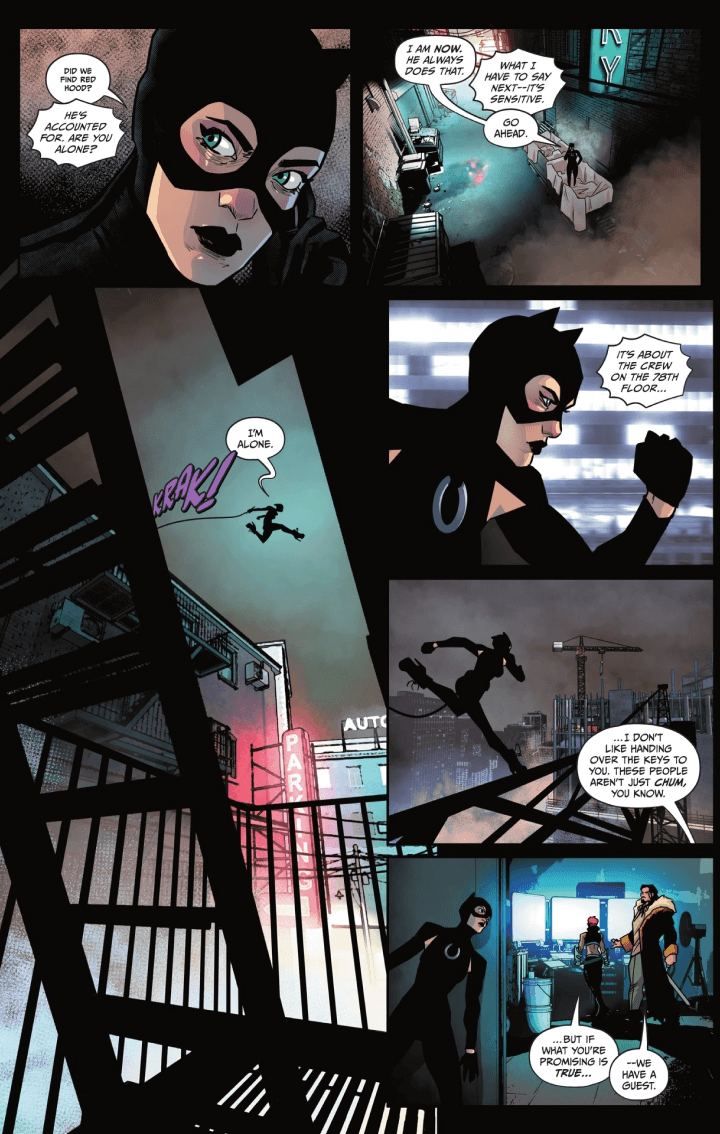 DID WE
FIND RED
HOOD?
HE'S
ACCOUNTED
FOR. ARE YOU
ALONE?
I AM NOW.
HE ALWAYS
DOES THAT.
WHAT I
HAVE TO SAY
NEXT--IT'S
SENSITIVE.
GO
AHEAD.
RY
KRAK!
I'M
ALONE.
AUTO
PARKING
IT'S ABOUT
THE CREW
ON THE 78TH
FLOOR...
...I DON'T
LIKE HANDING
OVER THE KEYS TO
YOU. THESE PEOPLE
AREN'T JUST CHUM,
YOU KNOW.
...BUT IF
WHAT YOU'RE
PROMISING IS
TRUE...
--WE
HAVE A
GUEST.